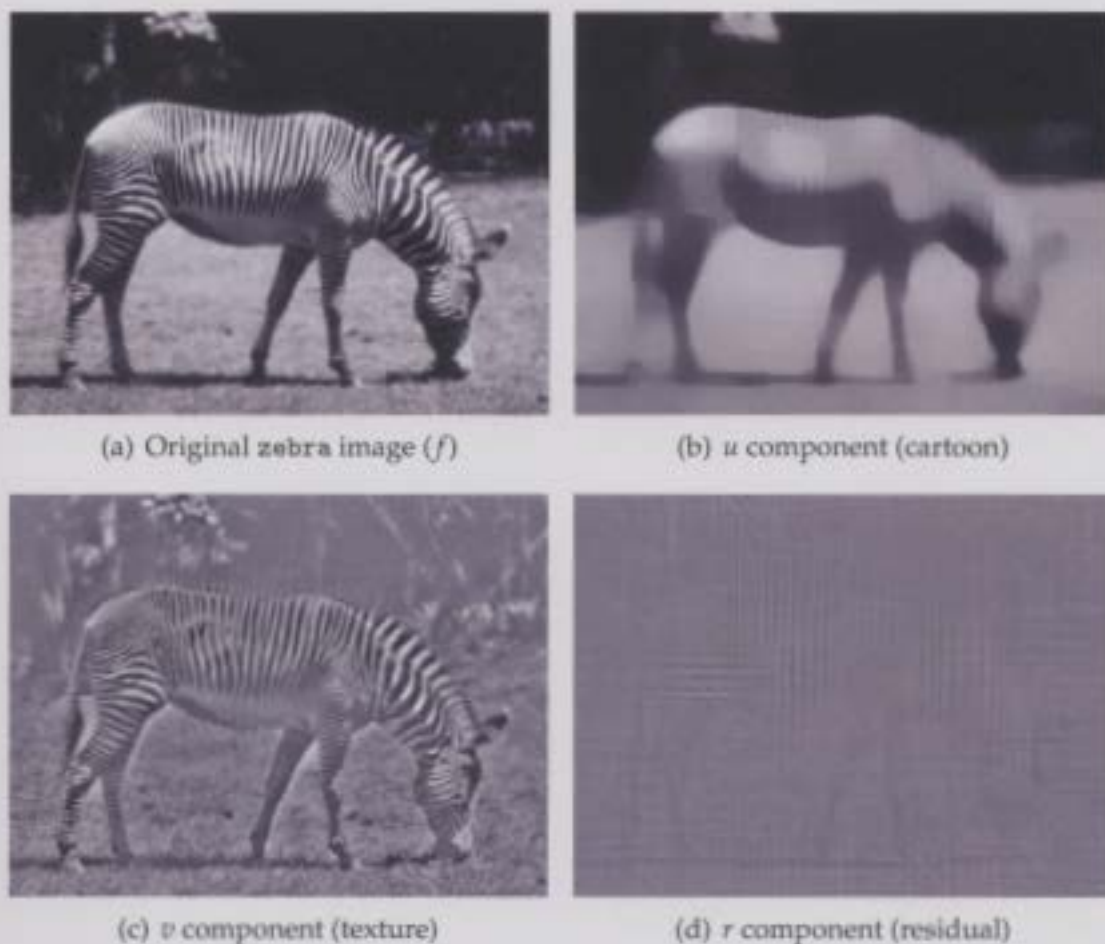 (a) Original zebra image (f)
(b) u component (cartoon)
(c) v component (texture)
(d) r component (residual)